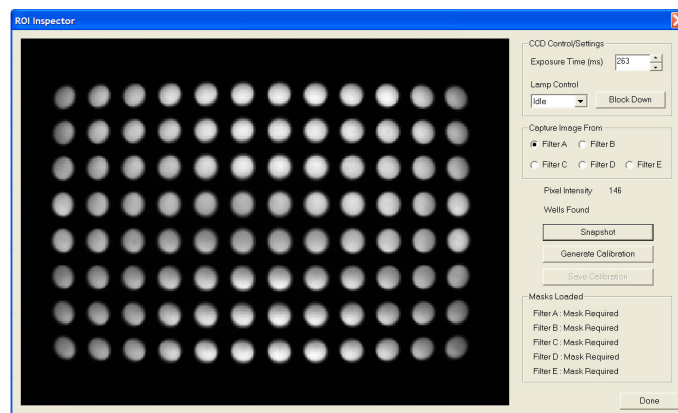 ROI Inspector
CCD Control/Settings
Exposure Time (ms) 263
Lamp Control
Idle Block Down
Capture Image From
Filter A Filter B
Filter C Filter D Filter E
Pixel Intensity 146
Wells Found
Snapshot
Generate Calibration
Save Calibration
Masks Loaded
Filter A : Mask Required
Filter B : Mask Required
Filter C : Mask Required
Filter D : Mask Required
Filter E : Mask Required
Done